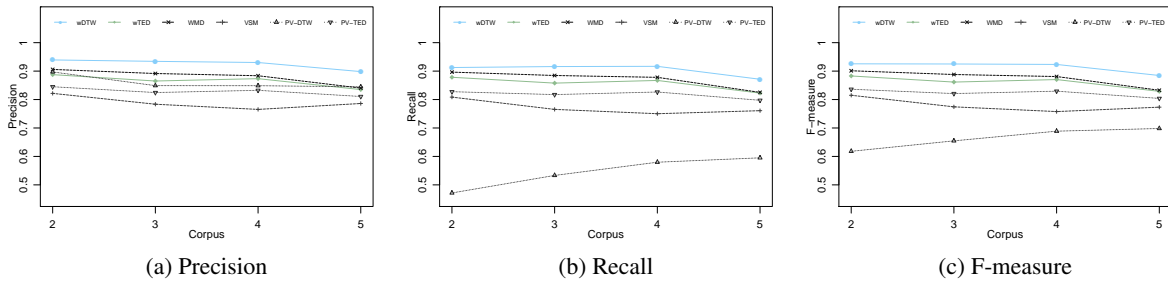 wDTW wTED WMD VSM PV−DTW PV−TED
1
0.9
0.8
0.7
0.6
0.5
Precision
2 3 4 5
Corpus
(a) Precision
wDTW wTED WMD VSM PV−DTW PV−TED
1
0.9
0.8
0.7
0.6
0.5
Recall
2 3 4 5
Corpus
(b) Recall
wDTW wTED WMD VSM PV−DTW PV−TED
1
0.9
0.8
0.7
0.6
0.5
F−measure
2 3 4 5
Corpus
(c) F-measure